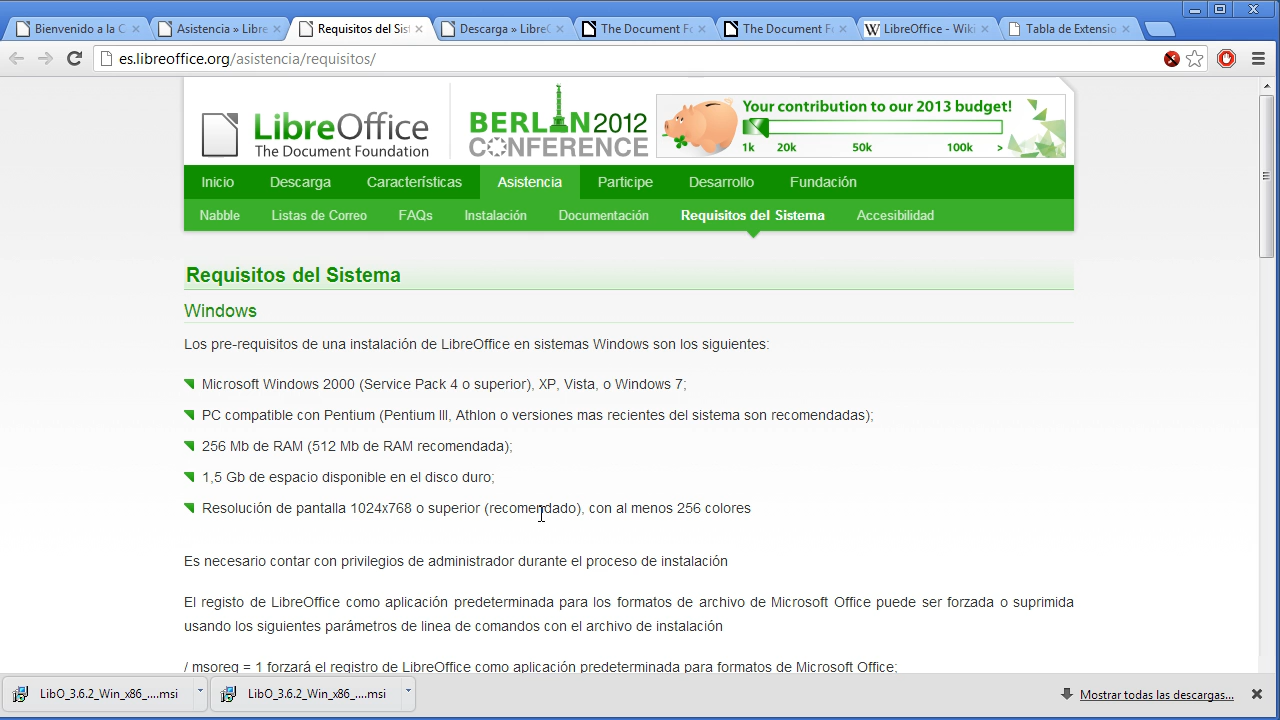 Bienvenido a la C
Asistencia » Libre
Requisitos del Sist
Descarga » LibreO
The Document Fo
The Document Fo
LibreOffice - Wiki
Tabla de Extensio
es.libreoffice.org/asistencia/requisitos/
LibreOffice
The Document Foundation
BERLIN 2012
CONFERENCE
Your contribution to our 2013 budget!
1k 20k 50k 100k >
Inicio Descarga Características Asistencia Participe Desarrollo Fundación
Nabble Listas de Correo FAQs Instalación Documentación Requisitos del Sistema Accesibilidad
Requisitos del Sistema
Windows
Los pre-requisitos de una instalación de LibreOffice en sistemas Windows son los siguientes:
Microsoft Windows 2000 (Service Pack 4 o superior), XP, Vista, o Windows 7;
PC compatible con Pentium (Pentium III, Athlon o versiones mas recientes del sistema son recomendadas);
256 Mb de RAM (512 Mb de RAM recomendada);
1,5 Gb de espacio disponible en el disco duro;
Resolución de pantalla 1024x768 o superior (recomendado), con al menos 256 colores
Es necesario contar con privilegios de administrador durante el proceso de instalación
El registo de LibreOffice como aplicación predeterminada para los formatos de archivo de Microsoft Office puede ser forzada o suprimida
usando los siguientes parámetros de linea de comandos con el archivo de instalación
/ msoreg = 1 forzará el registro de LibreOffice como aplicación predeterminada para formatos de Microsoft Office;
LibO_3.6.2_Win_x86_....msi
LibO_3.6.2_Win_x86_....msi
Mostrar todas las descargas...